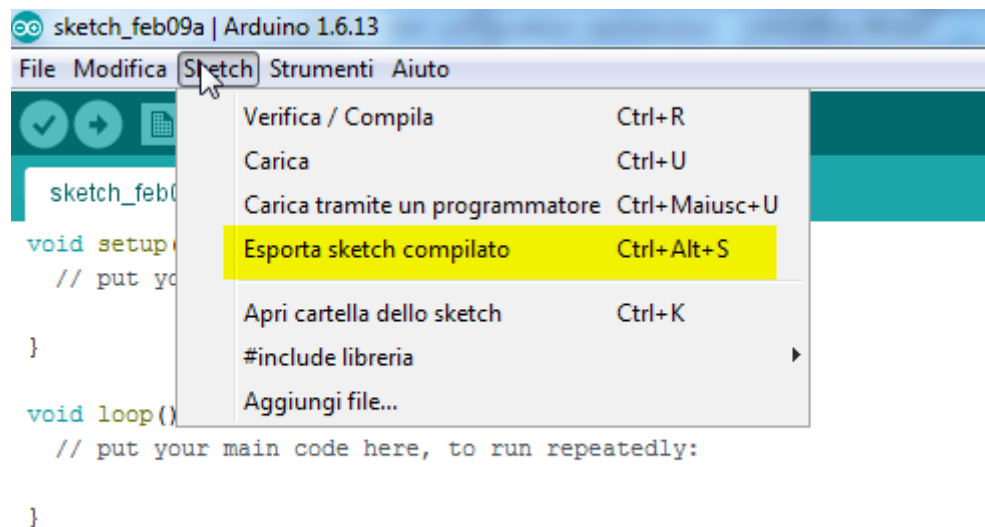 sketch_feb09a | Arduino 1.6.13
File Modifica Sketch Strumenti Aiuto
Verifica / Compila Ctrl+R
Carica Ctrl+U
sketch_feb0
Carica tramite un programmatore Ctrl+Maiusc+U
void setup(
Esporta sketch compilato Ctrl+Alt+S
// put yo
Apri cartella dello sketch Ctrl+K
}
#include libreria
Aggiungi file...
void loop()
// put your main code here, to run repeatedly:
}